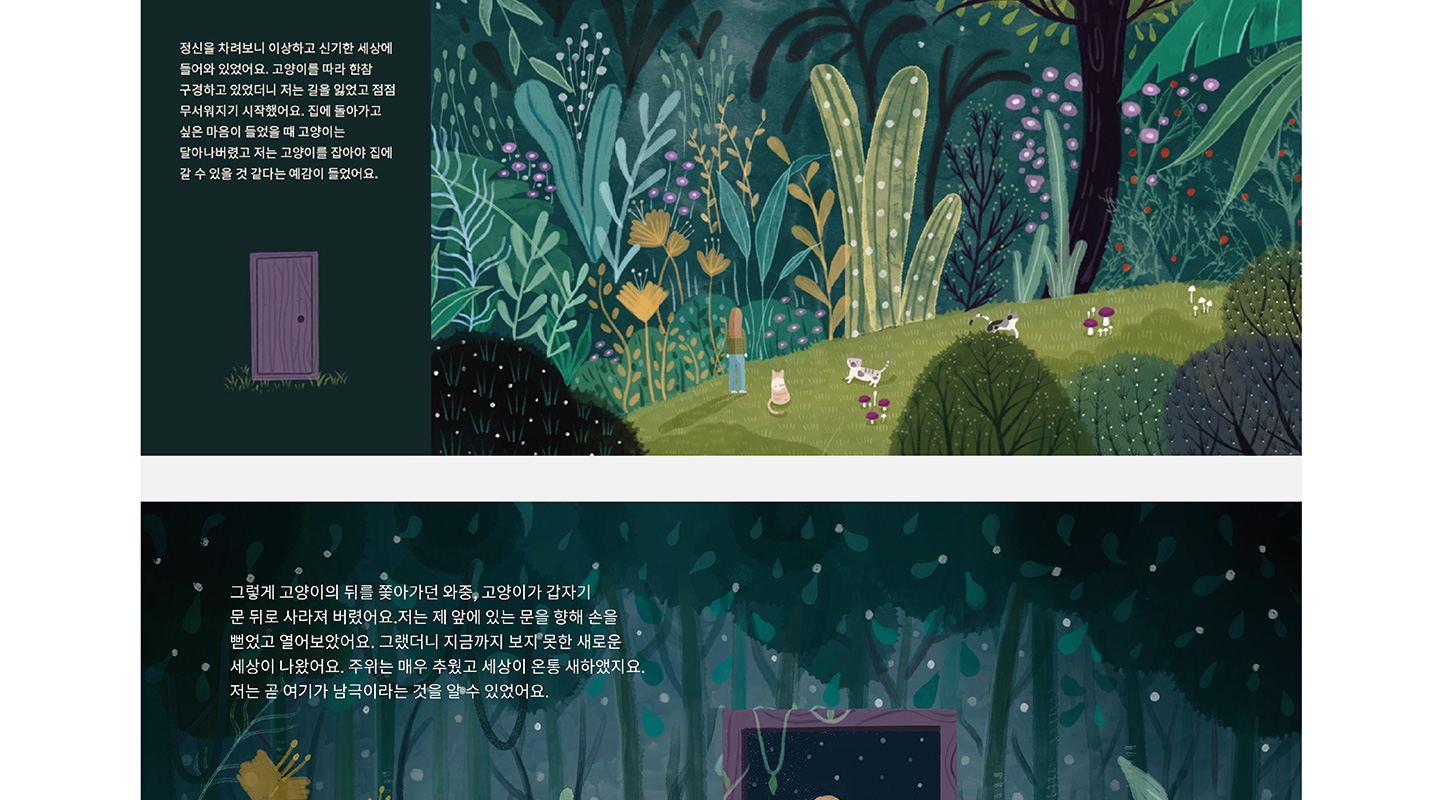 정신을 차려보니 이상하고 신기한 세상에
들어와 있었어요. 고양이를 따라 한참
구경하고 있었더니 저는 길을 잃었고 점점
무서워지기 시작했어요. 집에 돌아가고
싶은 마음이 들었을 때 고양이는
달아나버렸고 저는 고양이를 잡아야 집에
갈 수 있을 것 같다는 예감이 들었어요.
그렇게 고양이의 뒤를 쫓아가던 와중, 고양이가 갑자기
문 뒤로 사라져 버렸어요.저는 제 앞에 있는 문을 향해 손을
뻗었고 열어보았어요. 그랬더니 지금까지 보지 못한 새로운
세상이 나왔어요. 주위는 매우 추웠고 세상이 온통 새하얬지요.
저는 곧 여기가 남극이라는 것을 알 수 있었어요.